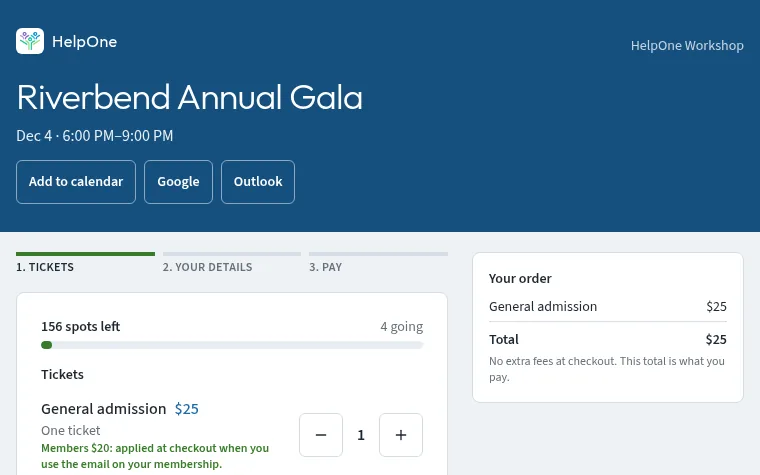 HelpOne
HelpOne Workshop
Riverbend Annual Gala
Dec 4 · 6:00 PM–9:00 PM
Add to calendar
Google
Outlook
1. TICKETS
2. YOUR DETAILS
3. PAY
156 spots left
4 going
Tickets
General admission $25
One ticket
Members $20: applied at checkout when you
use the email on your membership.
− 1 +
Your order
General admission $25
Total $25
No extra fees at checkout. This total is what you
pay.